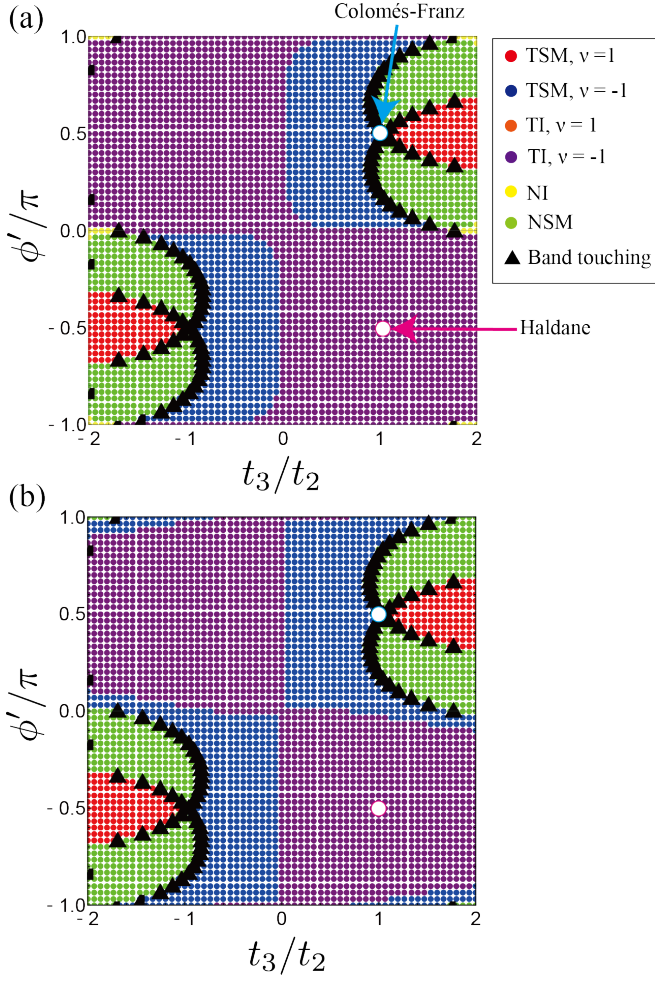 (a)
Colomés-Franz
1.0
0.5
0.0
- 0.5
- 1.0
ϕ′/π
- 2
- 1
0
1
2
t₃/t₂
TSM, ν = 1
TSM, ν = -1
TI, ν = 1
TI, ν = -1
NI
NSM
Band touching
Haldane
(b)
1.0
0.5
0.0
- 0.5
- 1.0
ϕ′/π
- 2
- 1
0
1
2
t₃/t₂